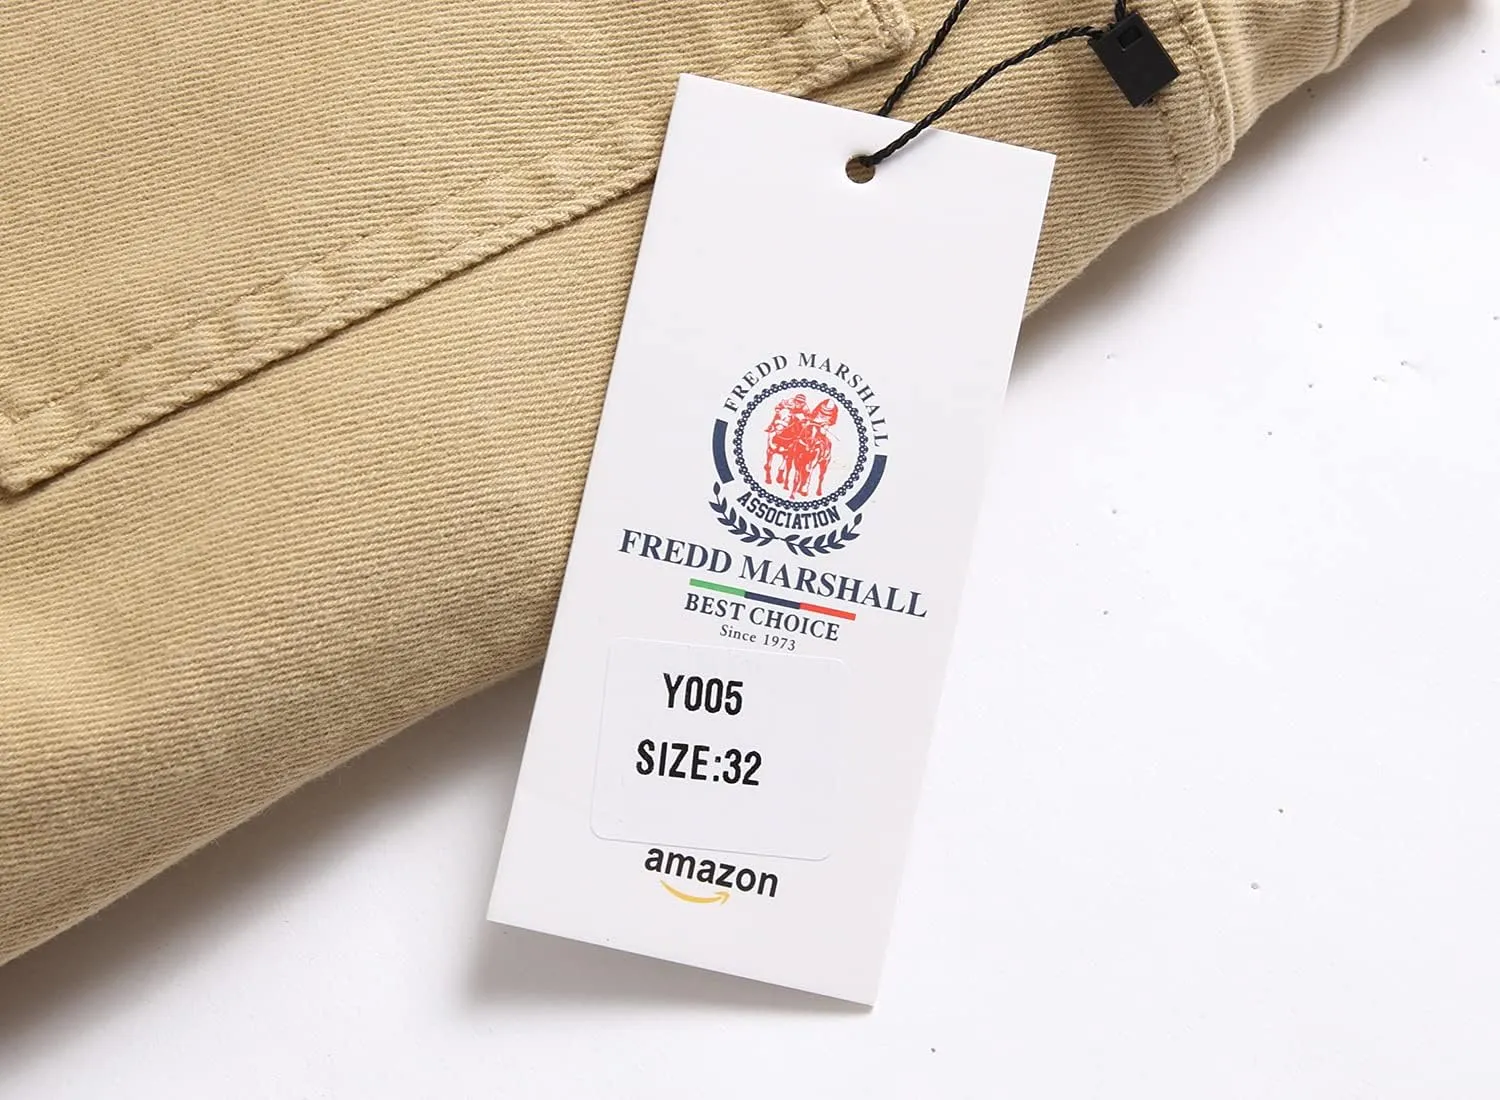 FREDD MARSHALL
ASSOCIATION
FREDD MARSHALL
BEST CHOICE
Since 1973
Y005
SIZE:32
amazon